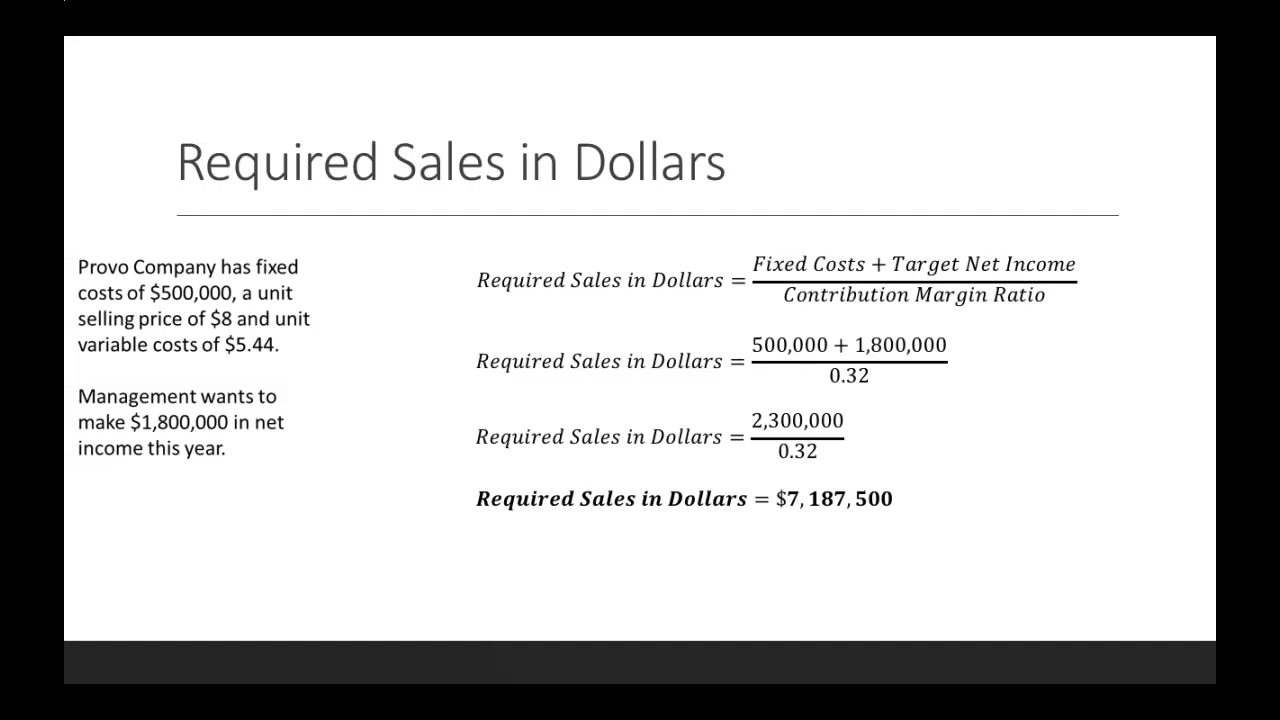 Required Sales in Dollars
Provo Company has fixed
costs of $500,000, a unit
selling price of $8 and unit
variable costs of $5.44.
Management wants to
make $1,800,000 in net
income this year.
Required Sales in Dollars = Fixed Costs + Target Net Income / Contribution Margin Ratio
Required Sales in Dollars = 500,000 + 1,800,000 / 0.32
Required Sales in Dollars = 2,300,000 / 0.32
Required Sales in Dollars = $7,187,500